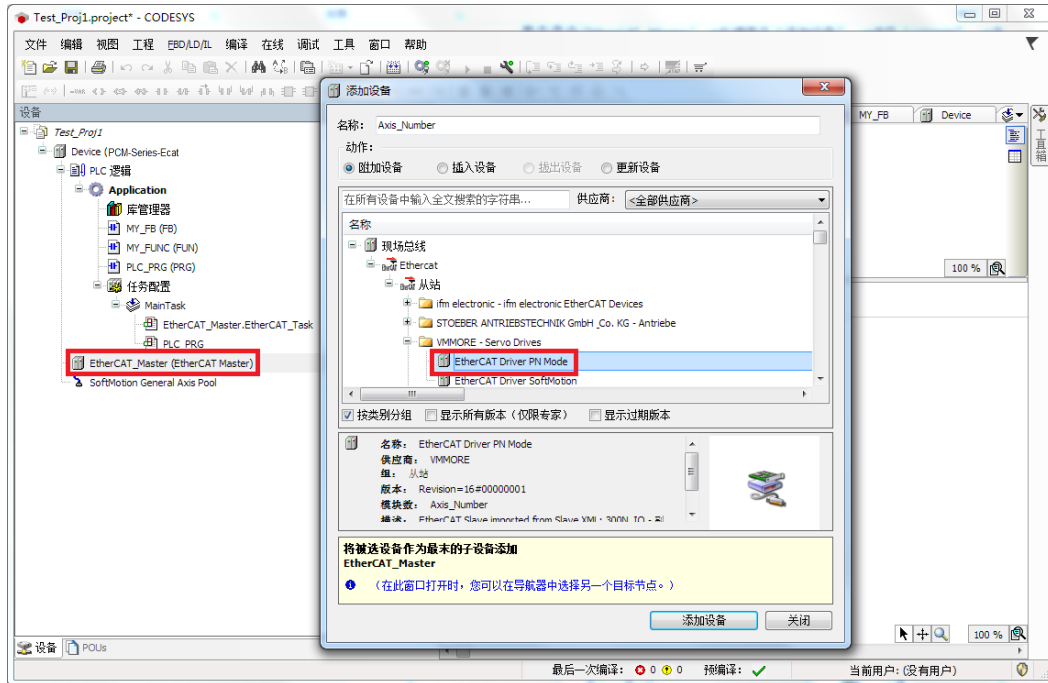 Test_Proj1.project* - CODESYS
文件 编辑 视图 工程 FBD/LD/IL 编译 在线 调试 工具 窗口 帮助
设备
Test_Proj1
Device (PCM-Series-Ecat
PLC 逻辑
Application
库管理器
MY_FB (FB)
MY_FUNC (FUN)
PLC_PRG (PRG)
任务配置
MainTask
EtherCAT_Master.EtherCAT_Task
PLC_PRG
EtherCAT_Master (EtherCAT Master)
SoftMotion General Axis Pool
设备 POUs
添加设备
名称: Axis_Number
动作:
附加设备 插入设备 拔出设备 更新设备
在所有设备中输入全文搜索的字符串... 供应商: <全部供应商>
名称
现场总线
Ethercat
从站
ifm electronic - ifm electronic EtherCAT Devices
STOEBER ANTRIEBSTECHNIK GmbH _Co. KG - Antriebe
VMMORE - Servo Drives
EtherCAT Driver PN Mode
EtherCAT Driver SoftMotion
按类别分组 显示所有版本（仅限专家） 显示过期版本
名称: EtherCAT Driver PN Mode
供应商: VMMORE
组: 从站
版本: Revision=16#00000001
模块数: Axis_Number
描述: EtherCAT Slave imported from Slave XML: 300N_IO -
将被选设备作为最末的子设备添加
EtherCAT_Master
（在此窗口打开时，您可以在导航器中选择另一个目标节点。）
添加设备 关闭
MY_FB Device
工具箱
100 %
100 %
最后一次编译: 0 0 预编译: 当前用户: (没有用户)